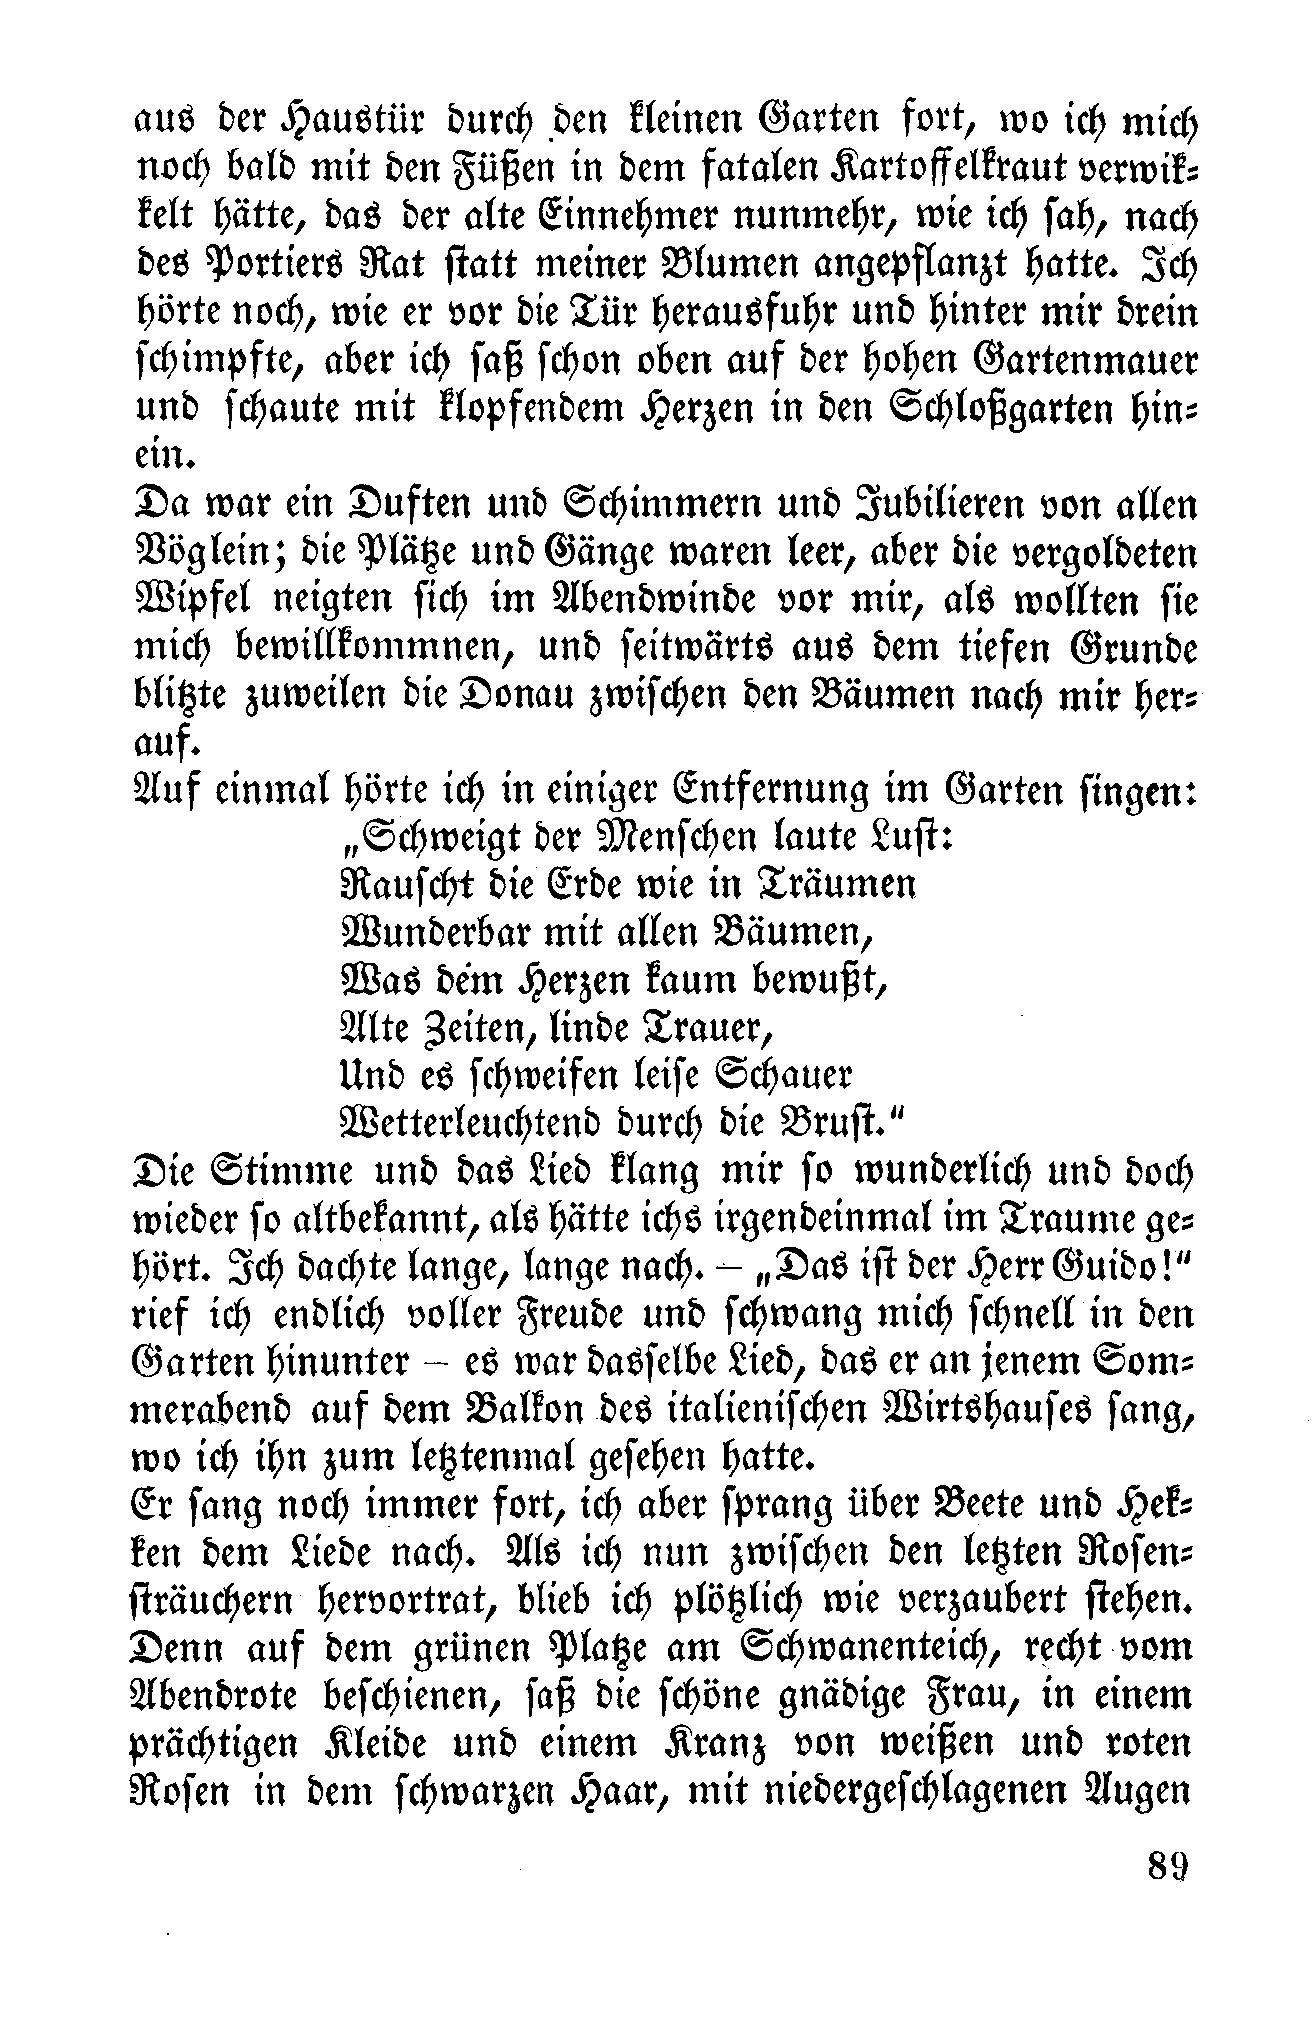 aus der Haustür durch den kleinen Garten fort, wo ich mich
noch bald mit den Füßen in dem fatalen Kartoffelkraut verwik-
kelt hätte, das der alte Einnehmer nunmehr, wie ich sah, nach
des Portiers Rat statt meiner Blumen angepflanzt hatte. Ich
hörte noch, wie er vor die Tür herausfuhr und hinter mir drein
schimpfte, aber ich saß schon oben auf der hohen Gartenmauer
und schaute mit klopfendem Herzen in den Schloßgarten hin-
ein.
Da war ein Duften und Schimmern und Jubilieren von allen
Vöglein; die Plätze und Gänge waren leer, aber die vergoldeten
Wipfel neigten sich im Abendwinde vor mir, als wollten sie
mich bewillkommnen, und seitwärts aus dem tiefen Grunde
blitzte zuweilen die Donau zwischen den Bäumen nach mir her-
auf.
Auf einmal hörte ich in einiger Entfernung im Garten singen:
„Schweigt der Menschen laute Lust:
Rauscht die Erde wie in Träumen
Wunderbar mit allen Bäumen,
Was dem Herzen kaum bewußt,
Alte Zeiten, linde Trauer,
Und es schweifen leise Schauer
Wetterleuchtend durch die Brust."
Die Stimme und das Lied klang mir so wunderlich und doch
wieder so altbekannt, als hätte ichs irgendeinmal im Traume ge-
hört. Ich dachte lange, lange nach. – „Das ist der Herr Guido!"
rief ich endlich voller Freude und schwang mich schnell in den
Garten hinunter – es war dasselbe Lied, das er an jenem Som-
merabend auf dem Balkon des italienischen Wirtshauses sang,
wo ich ihn zum letztenmal gesehen hatte.
Er sang noch immer fort, ich aber sprang über Beete und Hek-
ken dem Liede nach. Als ich nun zwischen den letzten Rosen-
sträuchern hervortrat, blieb ich plötzlich wie verzaubert stehen.
Denn auf dem grünen Platze am Schwanenteich, recht vom
Abendrote beschienen, saß die schöne gnädige Frau, in einem
prächtigen Kleide und einem Kranz von weißen und roten
Rosen in dem schwarzen Haar, mit niedergeschlagenen Augen
89